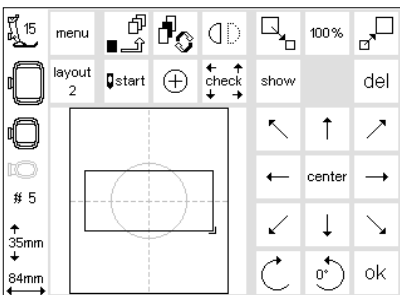 15 menu 100%
layout
2
start check show del
# 5
center
35mm
84mm
0° ok